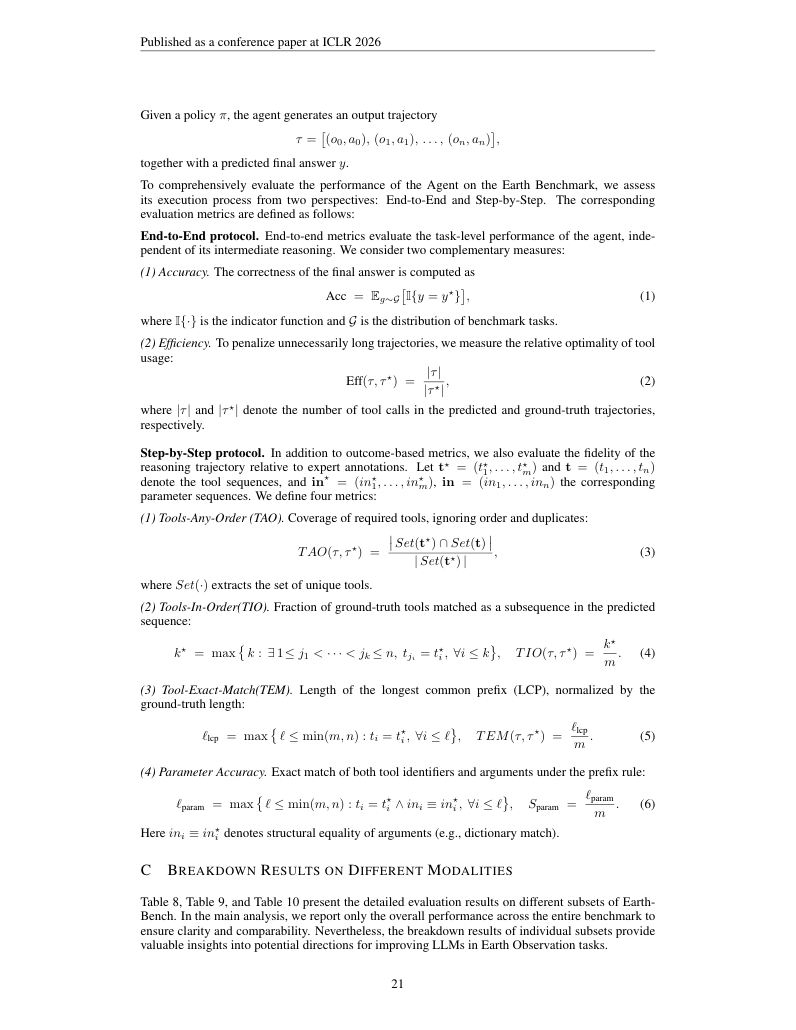 Published as a conference paper at ICLR 2026
Given a policy π, the agent generates an output trajectory
τ = [(o₀, a₀), (o₁, a₁), . . . , (oₙ, aₙ)],
together with a predicted final answer y.
To comprehensively evaluate the performance of the Agent on the Earth Benchmark, we assess
its execution process from two perspectives: End-to-End and Step-by-Step. The corresponding
evaluation metrics are defined as follows:
End-to-End protocol. End-to-end metrics evaluate the task-level performance of the agent, inde-
pendent of its intermediate reasoning. We consider two complementary measures:
(1) Accuracy. The correctness of the final answer is computed as
Acc = 𝔼_{g∼𝒢}[𝕀{y = y⋆}], (1)
where 𝕀{·} is the indicator function and 𝒢 is the distribution of benchmark tasks.
(2) Efficiency. To penalize unnecessarily long trajectories, we measure the relative optimality of tool
usage:
Eff(τ, τ⋆) = |τ| / |τ⋆|, (2)
where |τ| and |τ⋆| denote the number of tool calls in the predicted and ground-truth trajectories,
respectively.
Step-by-Step protocol. In addition to outcome-based metrics, we also evaluate the fidelity of the
reasoning trajectory relative to expert annotations. Let t⋆ = (t⋆₁, . . . , t⋆ₘ) and t = (t₁, . . . , tₙ)
denote the tool sequences, and in⋆ = (in⋆₁, . . . , in⋆ₘ), in = (in₁, . . . , inₙ) the corresponding
parameter sequences. We define four metrics:
(1) Tools-Any-Order (TAO). Coverage of required tools, ignoring order and duplicates:
TAO(τ, τ⋆) = |Set(t⋆) ∩ Set(t)| / |Set(t⋆)|, (3)
where Set(·) extracts the set of unique tools.
(2) Tools-In-Order(TIO). Fraction of ground-truth tools matched as a subsequence in the predicted
sequence:
k⋆ = max{k : ∃ 1 ≤ j₁ < · · · < jₖ ≤ n, t_{jᵢ} = t⋆ᵢ, ∀i ≤ k}, TIO(τ, τ⋆) = k⋆ / m. (4)
(3) Tool-Exact-Match(TEM). Length of the longest common prefix (LCP), normalized by the
ground-truth length:
ℓ_lcp = max{ℓ ≤ min(m, n) : tᵢ = t⋆ᵢ, ∀i ≤ ℓ}, TEM(τ, τ⋆) = ℓ_lcp / m. (5)
(4) Parameter Accuracy. Exact match of both tool identifiers and arguments under the prefix rule:
ℓ_param = max{ℓ ≤ min(m, n) : tᵢ = t⋆ᵢ ∧ inᵢ ≡ in⋆ᵢ, ∀i ≤ ℓ}, S_param = ℓ_param / m. (6)
Here inᵢ ≡ in⋆ᵢ denotes structural equality of arguments (e.g., dictionary match).
C BREAKDOWN RESULTS ON DIFFERENT MODALITIES
Table 8, Table 9, and Table 10 present the detailed evaluation results on different subsets of Earth-
Bench. In the main analysis, we report only the overall performance across the entire benchmark to
ensure clarity and comparability. Nevertheless, the breakdown results of individual subsets provide
valuable insights into potential directions for improving LLMs in Earth Observation tasks.
21